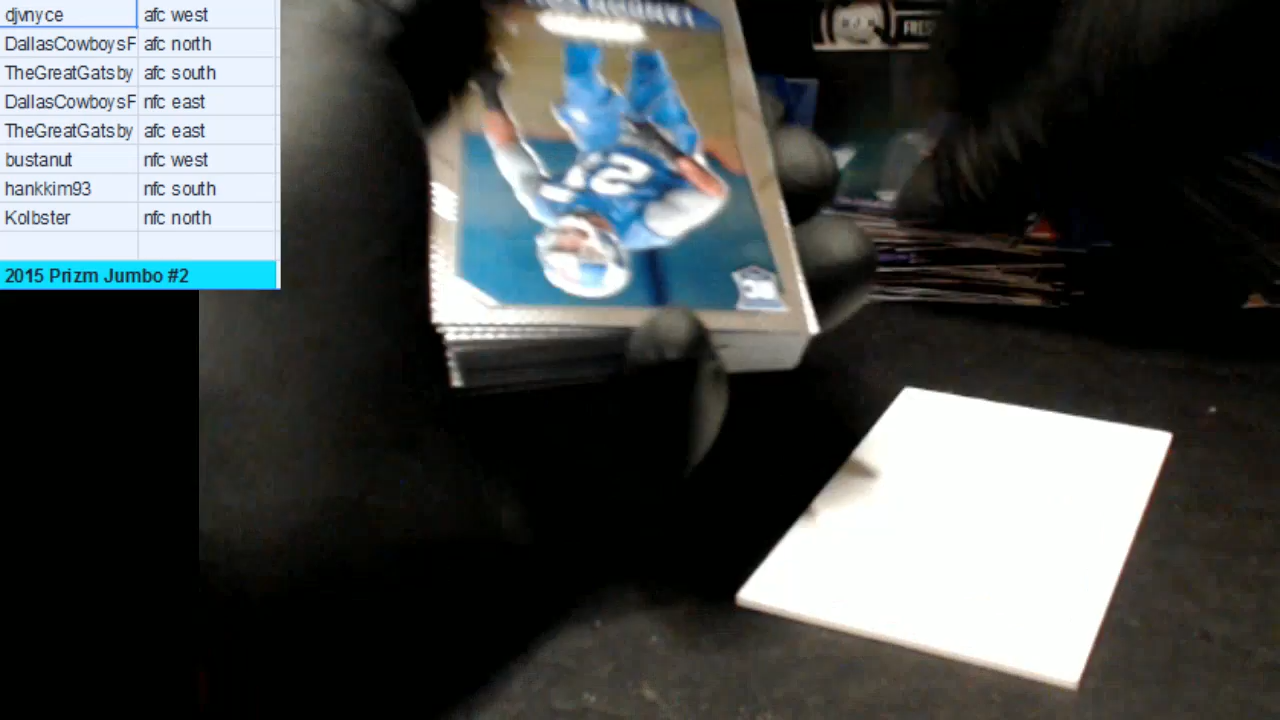 djvnyce afc west
DallasCowboysF afc north
TheGreatGatsby afc south
DallasCowboysF nfc east
TheGreatGatsby afc east
bustanut nfc west
hankkim93 nfc south
Kolbster nfc north
2015 Prizm Jumbo #2
RC